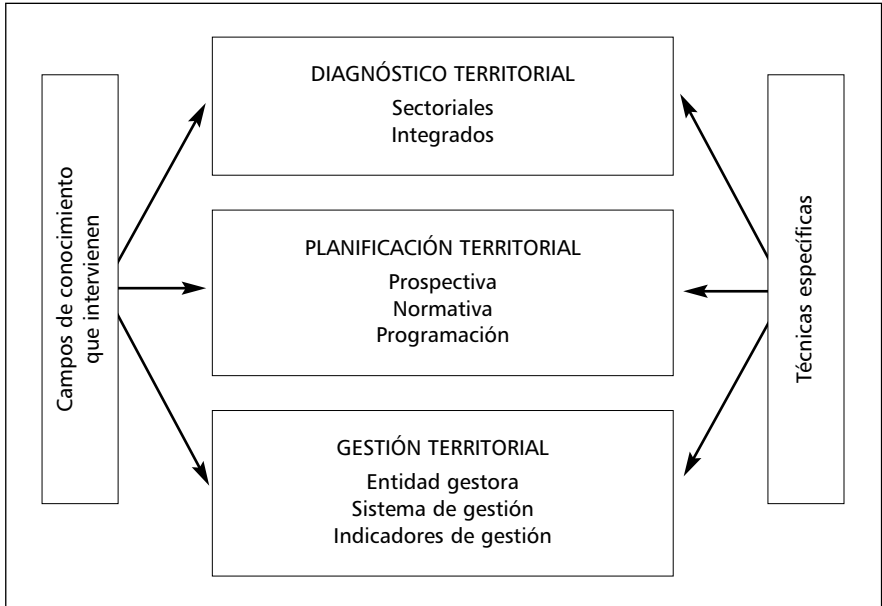 Campos de conocimiento
que intervienen
DIAGNÓSTICO TERRITORIAL
Sectoriales
Integrados
PLANIFICACIÓN TERRITORIAL
Prospectiva
Normativa
Programación
GESTIÓN TERRITORIAL
Entidad gestora
Sistema de gestión
Indicadores de gestión
Técnicas específicas